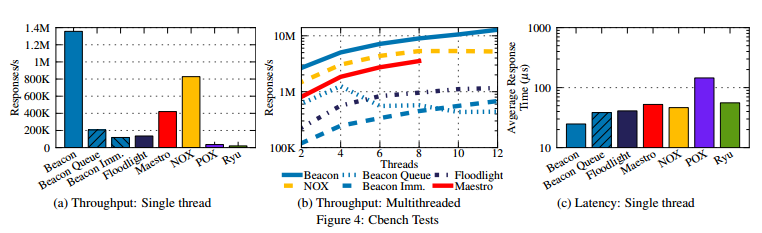 1.4M
1.2M
1M
800K
600K
400K
200K
0
Responses/s
Beacon
Beacon Queue
Beacon Imm.
Floodlight
Maestro
NOX
POX
Ryu
(a) Throughput: Single thread
10M
1M
100K
Responses/s
2 4 6 8 10 12
Threads
Beacon Beacon Queue Floodlight
NOX Beacon Imm. Maestro
(b) Throughput: Multithreaded
1000
100
10
Avgerage Response
Time (μs)
Beacon
Beacon Queue
Floodlight
Maestro
NOX
POX
Ryu
(c) Latency: Single thread
Figure 4: Cbench Tests